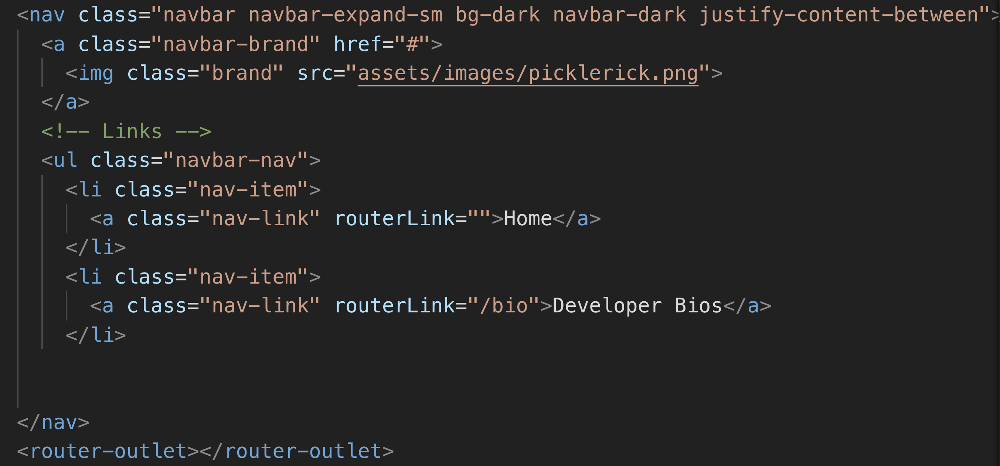 <nav class="navbar navbar-expand-sm bg-dark navbar-dark justify-content-between">
<a class="navbar-brand" href="#">
<img class="brand" src="assets/images/picklerick.png">
</a>
<!-- Links -->
<ul class="navbar-nav">
<li class="nav-item">
<a class="nav-link" routerLink="">Home</a>
</li>
<li class="nav-item">
<a class="nav-link" routerLink="/bio">Developer Bios</a>
</li>
</nav>
<router-outlet></router-outlet>